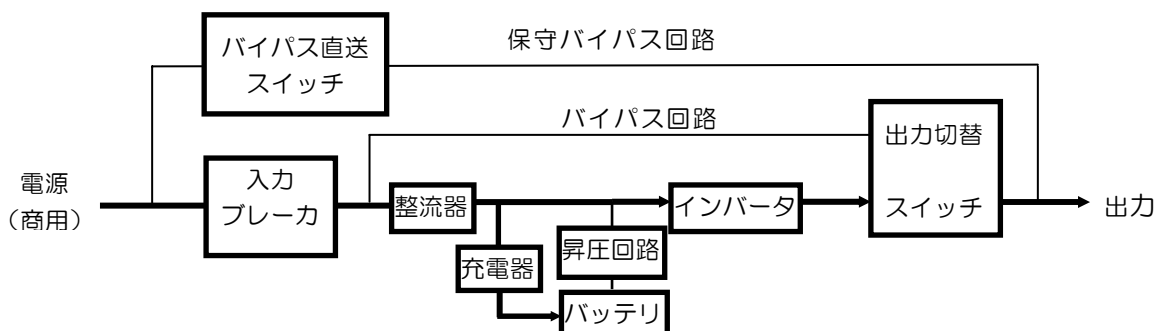 バイパス直送
スイッチ
保守バイパス回路
バイパス回路
出力切替
スイッチ
電源
（商用）
入力
ブレーカ
整流器
インバータ
出力
充電器
昇圧回路
バッテリ